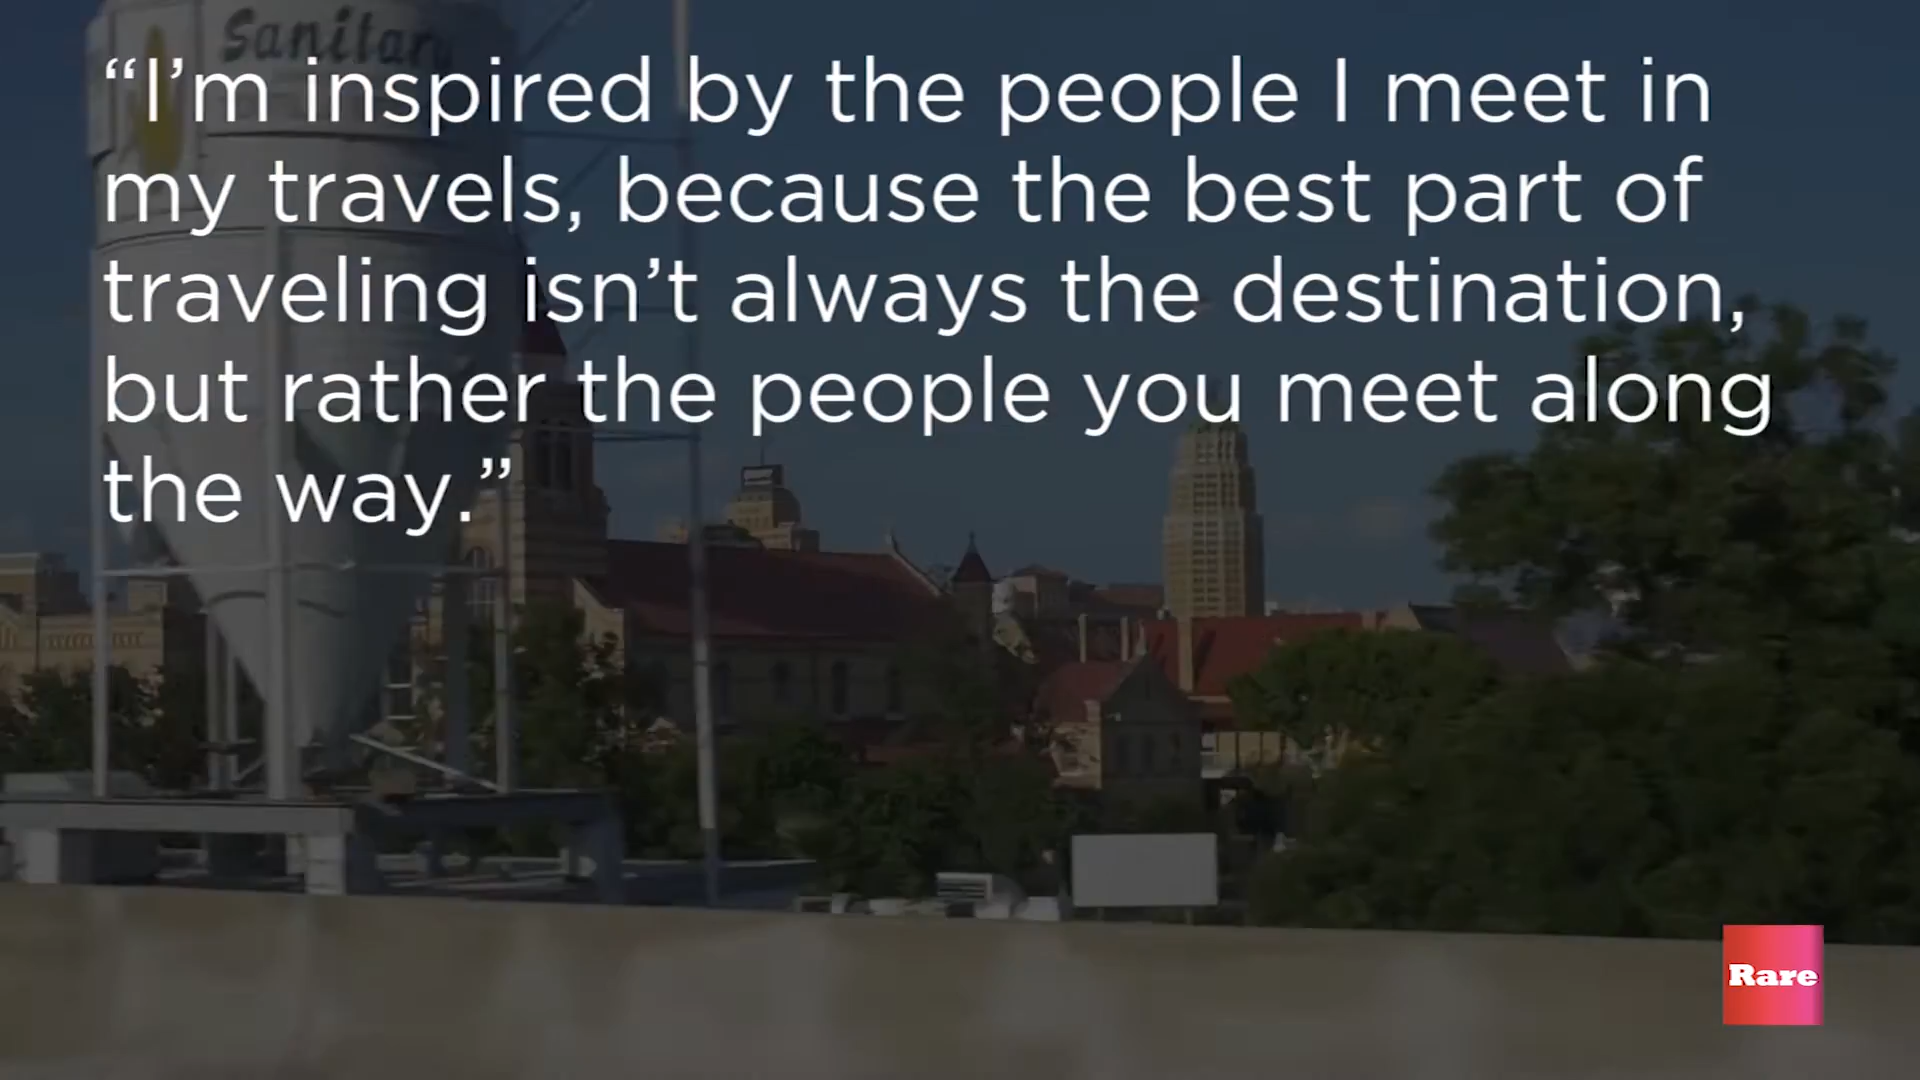 Sanitary
“I’m inspired by the people I meet in
my travels, because the best part of
traveling isn’t always the destination,
but rather the people you meet along
the way.”
Rare